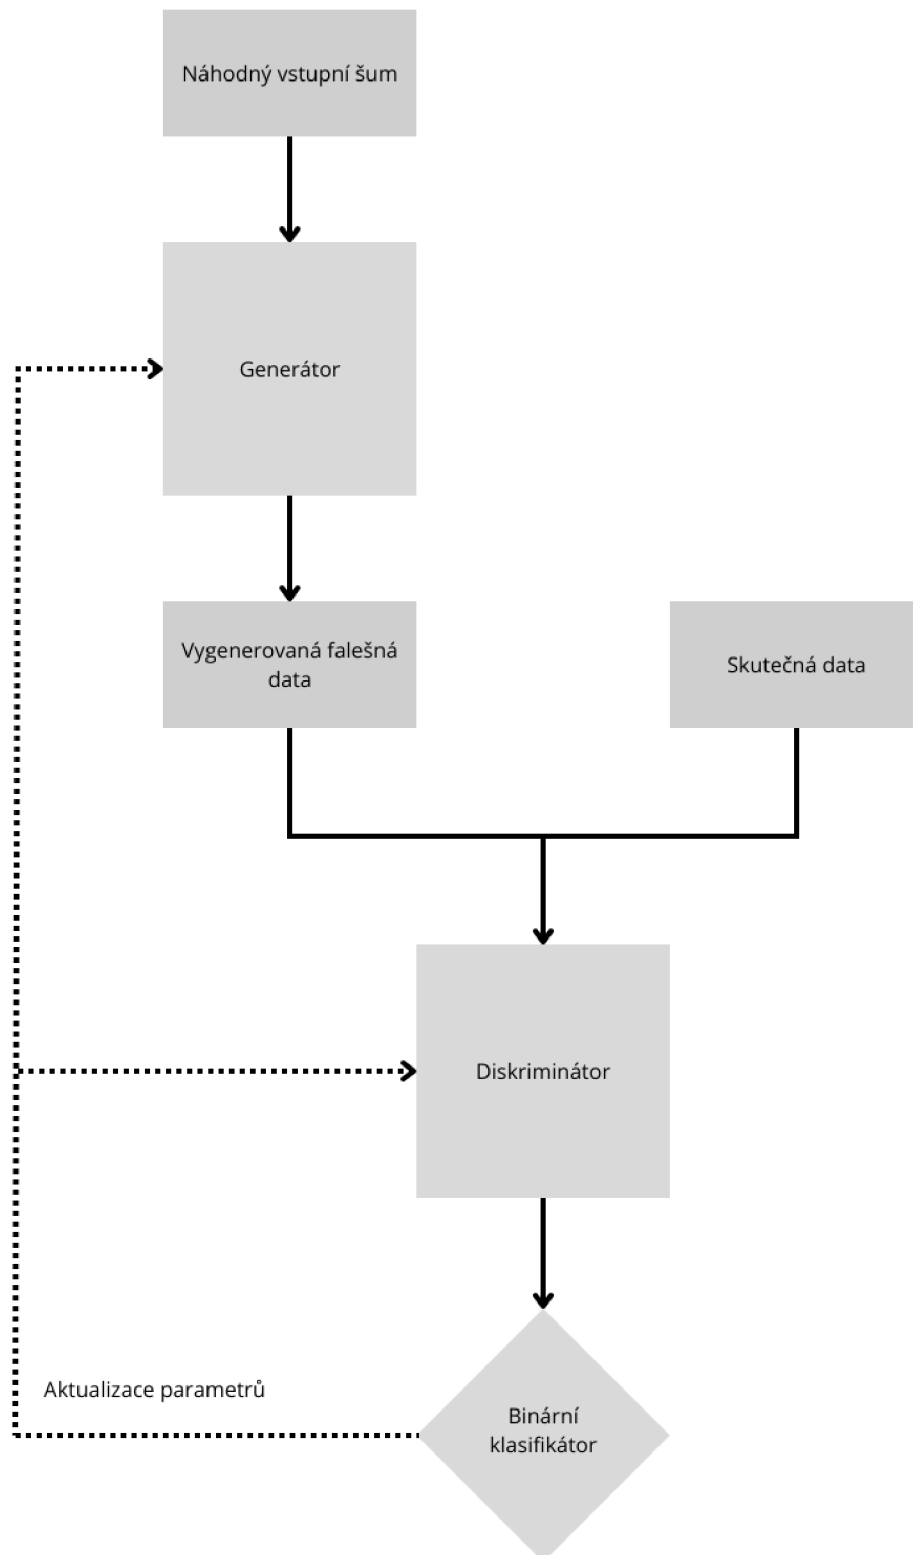 Náhodný vstupní šum
Generátor
Vygenerovaná falešná
data
Skutečná data
Diskriminátor
Aktualizace parametrů
Binární
klasifikátor